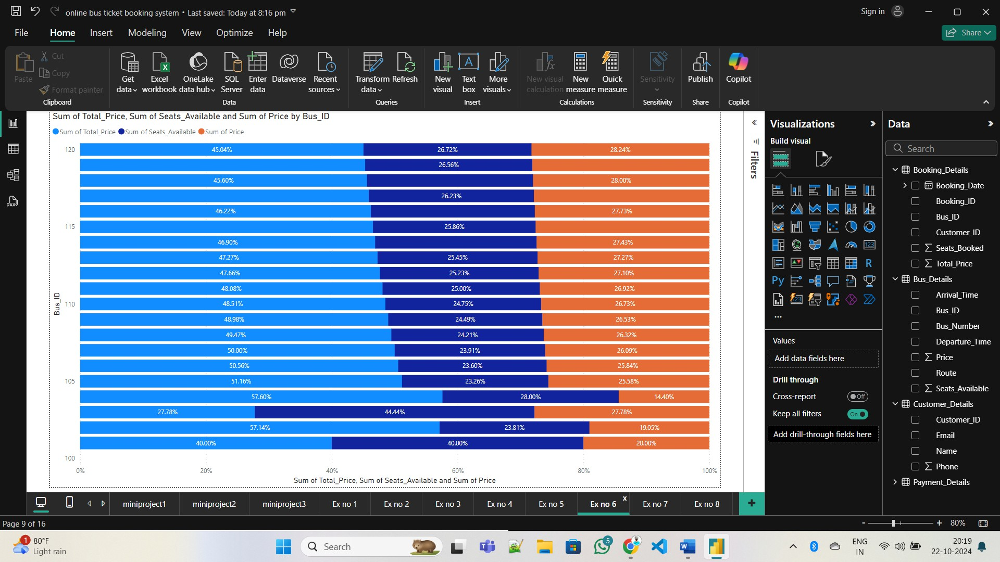 online bus ticket booking system • Last saved: Today at 8:16 pm
Sign in
File Home Insert Modeling View Optimize Help
Share
Paste
Cut
Copy
Format painter
Clipboard
Get data
Excel workbook
OneLake data hub
SQL Server
Enter data
Dataverse
Recent sources
Data
Transform data
Refresh
Queries
New visual
A
Text box
More visuals
Insert
New visual calculation
New measure
Quick measure
Calculations
Sensitivity
Sensitivity
Publish
Share
Copilot
Copilot
DAX
Sum of Total_Price, Sum of Seats_Available and Sum of Price by Bus_ID
Sum of Total_Price Sum of Seats_Available Sum of Price
120 45.04% 26.72% 28.24%
26.56%
45.60% 28.00%
26.23%
46.22% 27.73%
115 25.86%
46.90% 27.43%
47.27% 25.45% 27.27%
47.66% 25.23% 27.10%
48.08% 25.00% 26.92%
110 48.51% 24.75% 26.73%
48.98% 24.49% 26.53%
49.47% 24.21% 26.32%
50.00% 23.91% 26.09%
50.56% 23.60% 25.84%
105 51.16% 23.26% 25.58%
57.60% 28.00% 14.40%
27.78% 44.44% 27.78%
57.14% 23.81% 19.05%
40.00% 40.00% 20.00%
100
Bus_ID
0% 20% 40% 60% 80% 100%
Sum of Total_Price, Sum of Seats_Available and Sum of Price
Filters
Visualizations
Build visual
123
R
Py
123
...
Values
Add data fields here
Drill through
Cross-report Off
Keep all filters On
Add drill-through fields here
Data
Search
Booking_Details
Booking_Date
Booking_ID
Bus_ID
Customer_ID
Seats_Booked
Total_Price
Bus_Details
Arrival_Time
Bus_ID
Bus_Number
Departure_Time
Price
Route
Seats_Available
Customer_Details
Customer_ID
Email
Name
Phone
Payment_Details
miniproject1 miniproject2 miniproject3 Ex no 1 Ex no 2 Ex no 3 Ex no 4 Ex no 5 Ex no 6 x Ex no 7 Ex no 8 +
Page 9 of 16
- + 80%
1
80°F
Light rain
Search
5
ENG
IN
20:19
22-10-2024